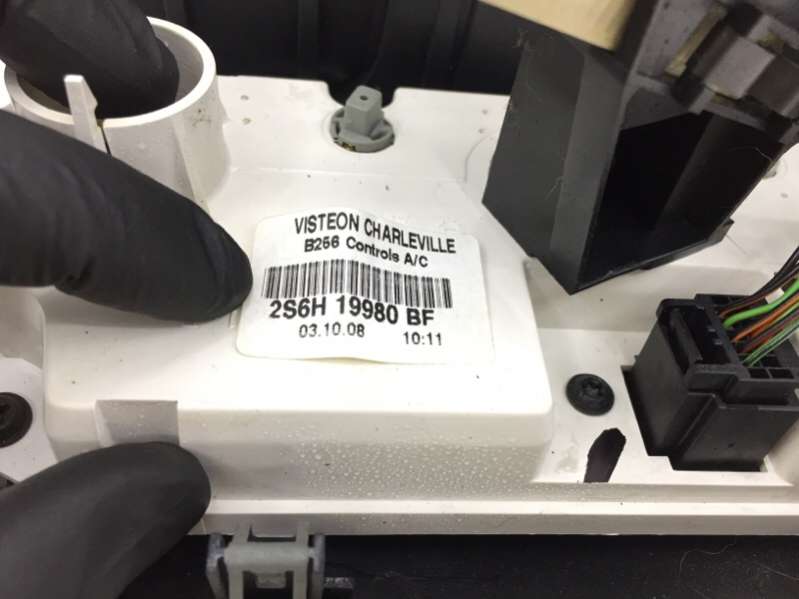 VISTEON CHARLEVILLE
B256 Controls A/C
2S6H 19980 BF
03.10.08 10:11